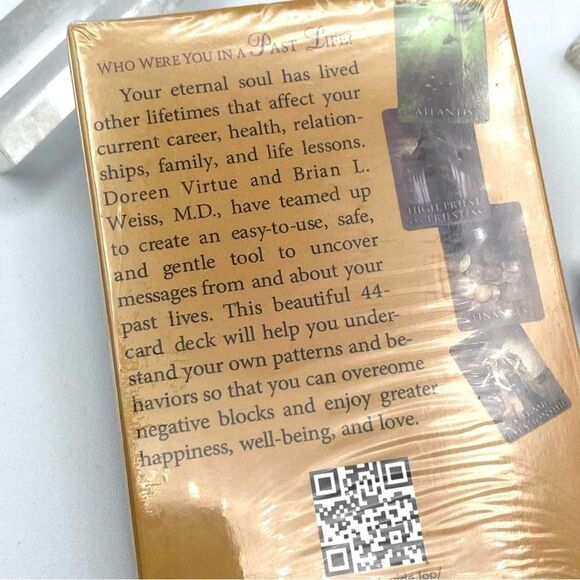 WHO WERE YOU IN A PAST LIFE?
Your eternal soul has lived
other lifetimes that affect your
current career, health, relation-
ships, family, and life lessons.
Doreen Virtue and Brian L.
Weiss, M.D., have teamed up
to create an easy-to-use, safe,
and gentle tool to uncover
messages from and about your
past lives. This beautiful 44-
card deck will help you under-
stand your own patterns and be-
haviors so that you can overcome
negative blocks and enjoy greater
happiness, well-being, and love.
ATLANTIS
HIGH PRIEST
OR PRIESTESS
FINANCES